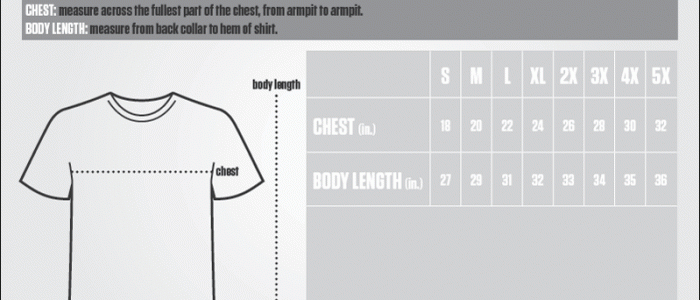 CHEST: measure across the fullest part of the chest, from armpit to armpit.
BODY LENGTH: measure from back collar to hem of shirt.
body length
chest
S M L XL 2X 3X 4X 5X
CHEST (in.) 18 20 22 24 26 28 30 32
BODY LENGTH (in.) 27 29 31 32 33 34 35 36